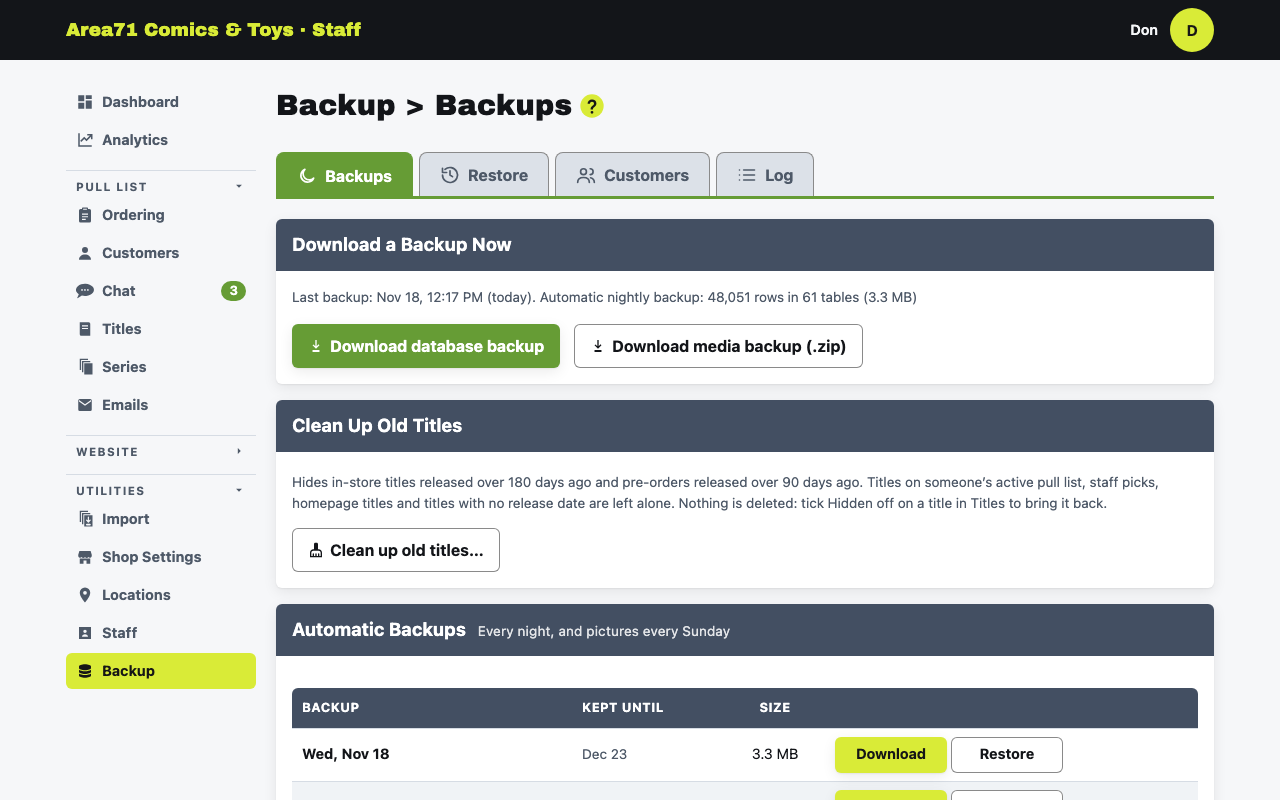 Area71 Comics & Toys · Staff
Don
D
Dashboard
Analytics
PULL LIST
Ordering
Customers
Chat
3
Titles
Series
Emails
WEBSITE
UTILITIES
Import
Shop Settings
Locations
Staff
Backup
Backup > Backups ?
Backups
Restore
Customers
Log
Download a Backup Now
Last backup: Nov 18, 12:17 PM (today). Automatic nightly backup: 48,051 rows in 61 tables (3.3 MB)
Download database backup
Download media backup (.zip)
Clean Up Old Titles
Hides in-store titles released over 180 days ago and pre-orders released over 90 days ago. Titles on someone’s active pull list, staff picks,
homepage titles and titles with no release date are left alone. Nothing is deleted: tick Hidden off on a title in Titles to bring it back.
Clean up old titles...
Automatic Backups Every night, and pictures every Sunday
BACKUP KEPT UNTIL SIZE
Wed, Nov 18 Dec 23 3.3 MB Download Restore